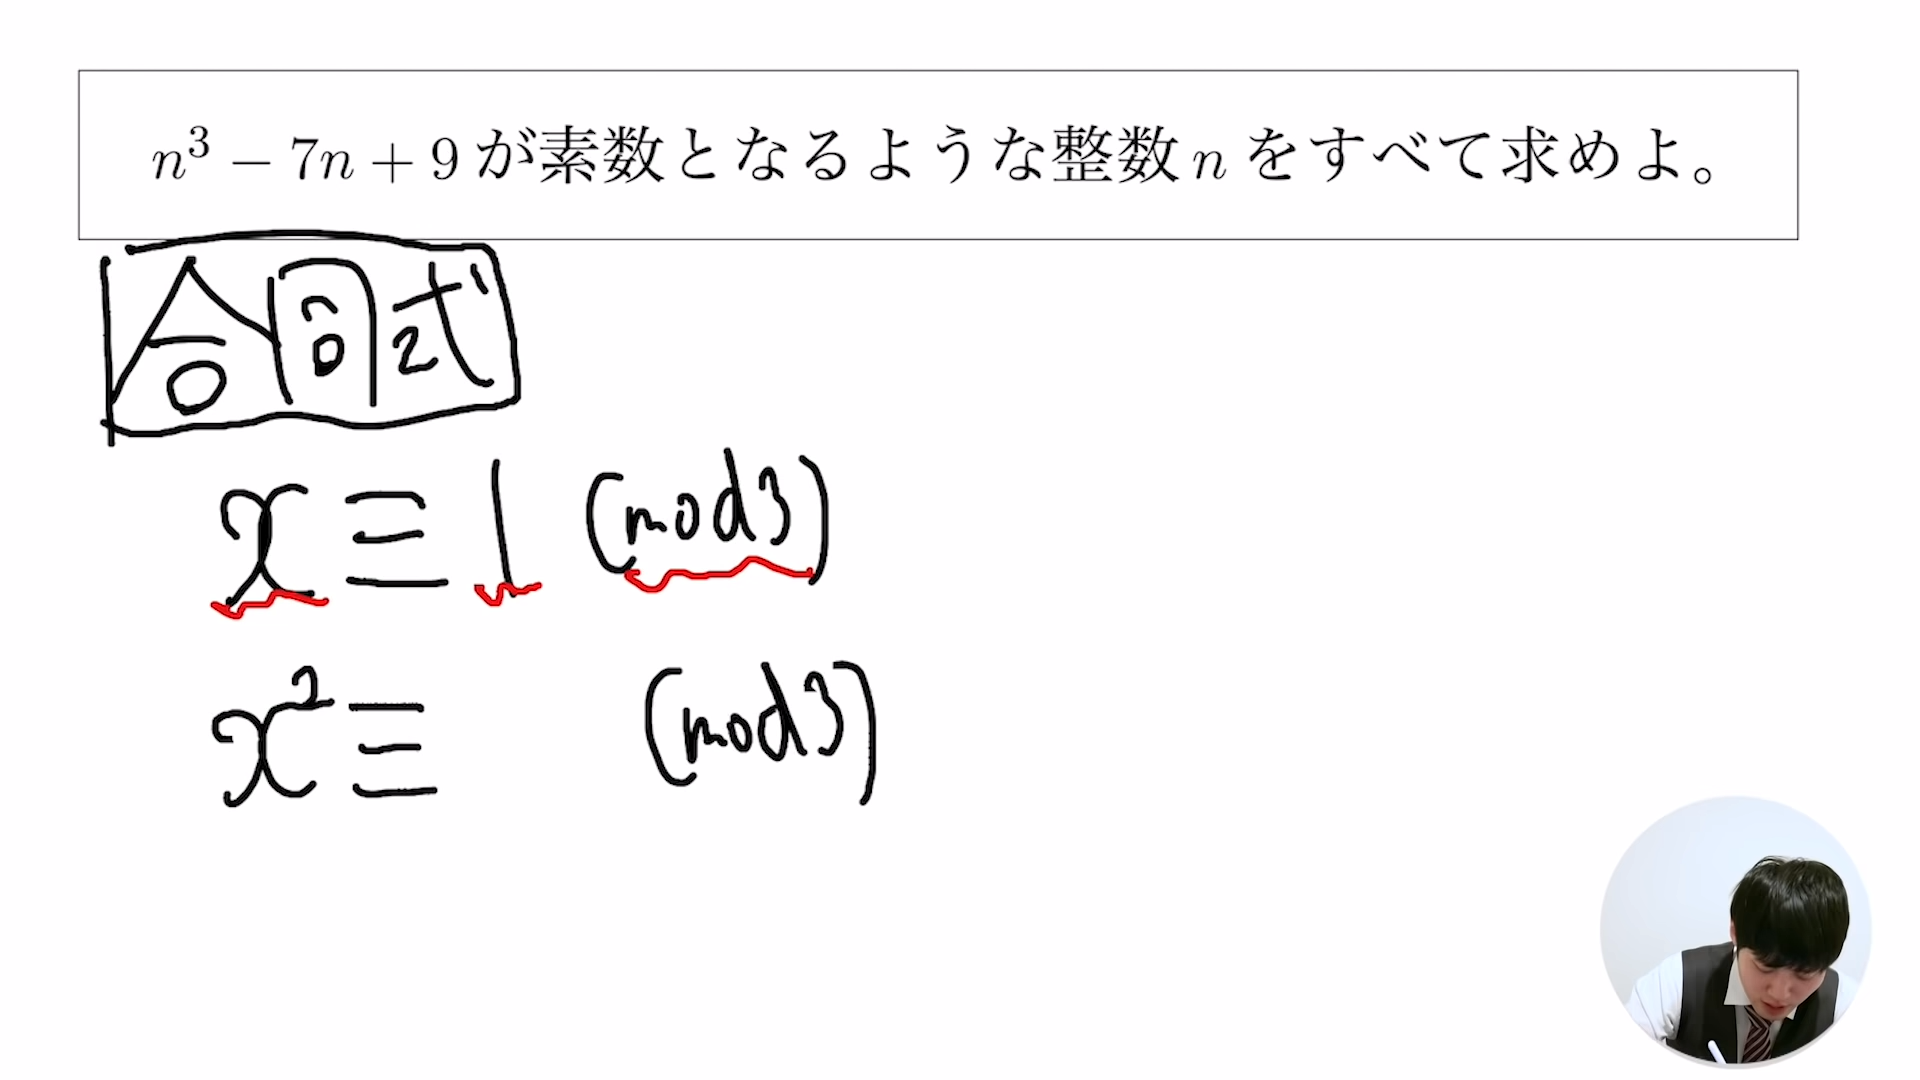 n³ − 7n + 9 が素数となるような整数 n をすべて求めよ。
合同式
x ≡ 1 (mod3)
x² ≡ (mod3)